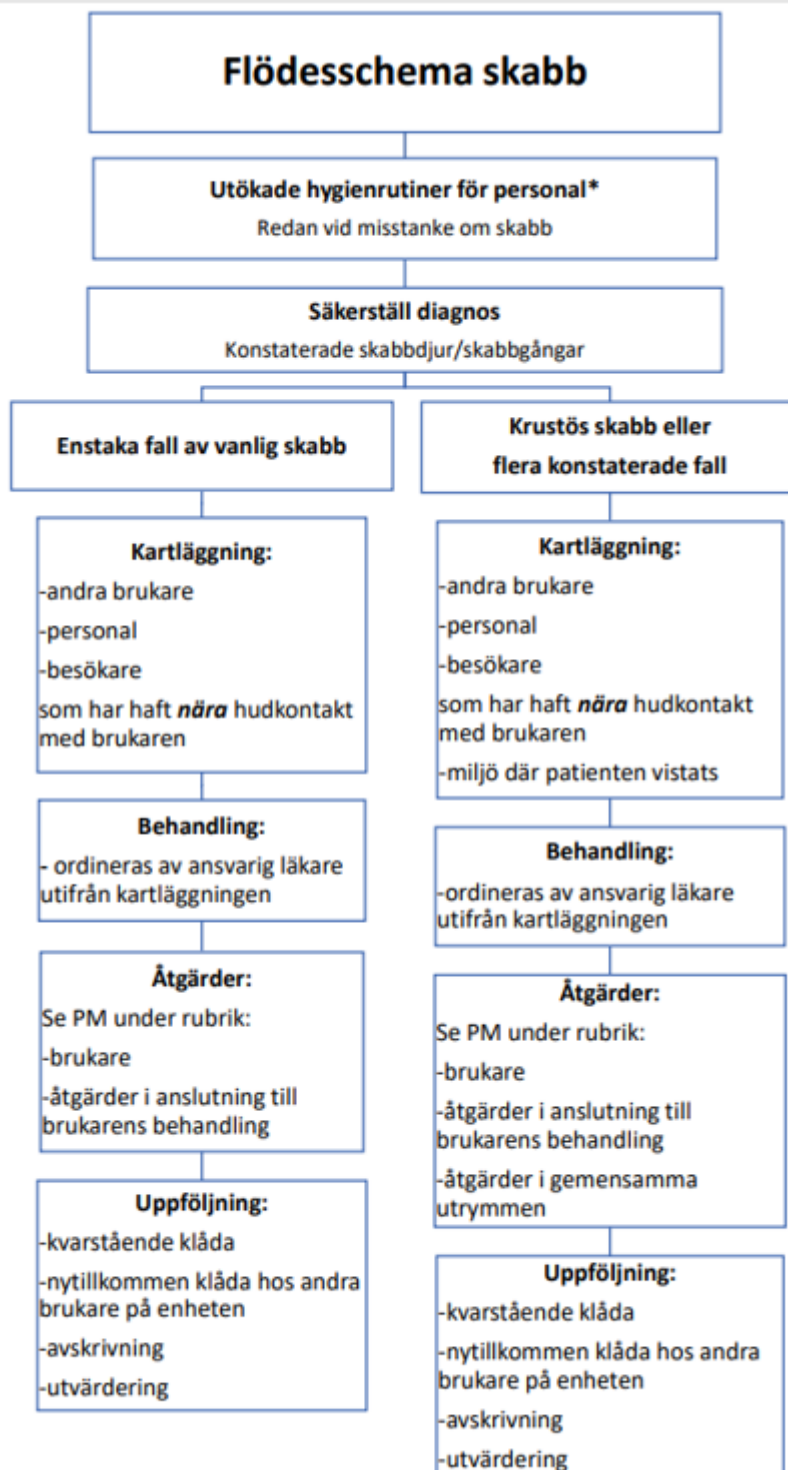 Flödesschema skabb
Utökade hygienrutiner för personal*
Redan vid misstanke om skabb
Säkerställ diagnos
Konstaterade skabbdjur/skabbgångar
Enstaka fall av vanlig skabb
Kartläggning:
-andra brukare
-personal
-besökare
som har haft nära hudkontakt
med brukaren
Behandling:
- ordineras av ansvarig läkare
utifrån kartläggningen
Åtgärder:
Se PM under rubrik:
-brukare
-åtgärder i anslutning till
brukarens behandling
Uppföljning:
-kvarstående klåda
-nytillkommen klåda hos andra
brukare på enheten
-avskrivning
-utvärdering
Krustös skabb eller
flera konstaterade fall
Kartläggning:
-andra brukare
-personal
-besökare
som har haft nära hudkontakt
med brukaren
-miljö där patienten vistats
Behandling:
-ordineras av ansvarig läkare
utifrån kartläggningen
Åtgärder:
Se PM under rubrik:
-brukare
-åtgärder i anslutning till
brukarens behandling
-åtgärder i gemensamma
utrymmen
Uppföljning:
-kvarstående klåda
-nytillkommen klåda hos andra
brukare på enheten
-avskrivning
-utvärdering